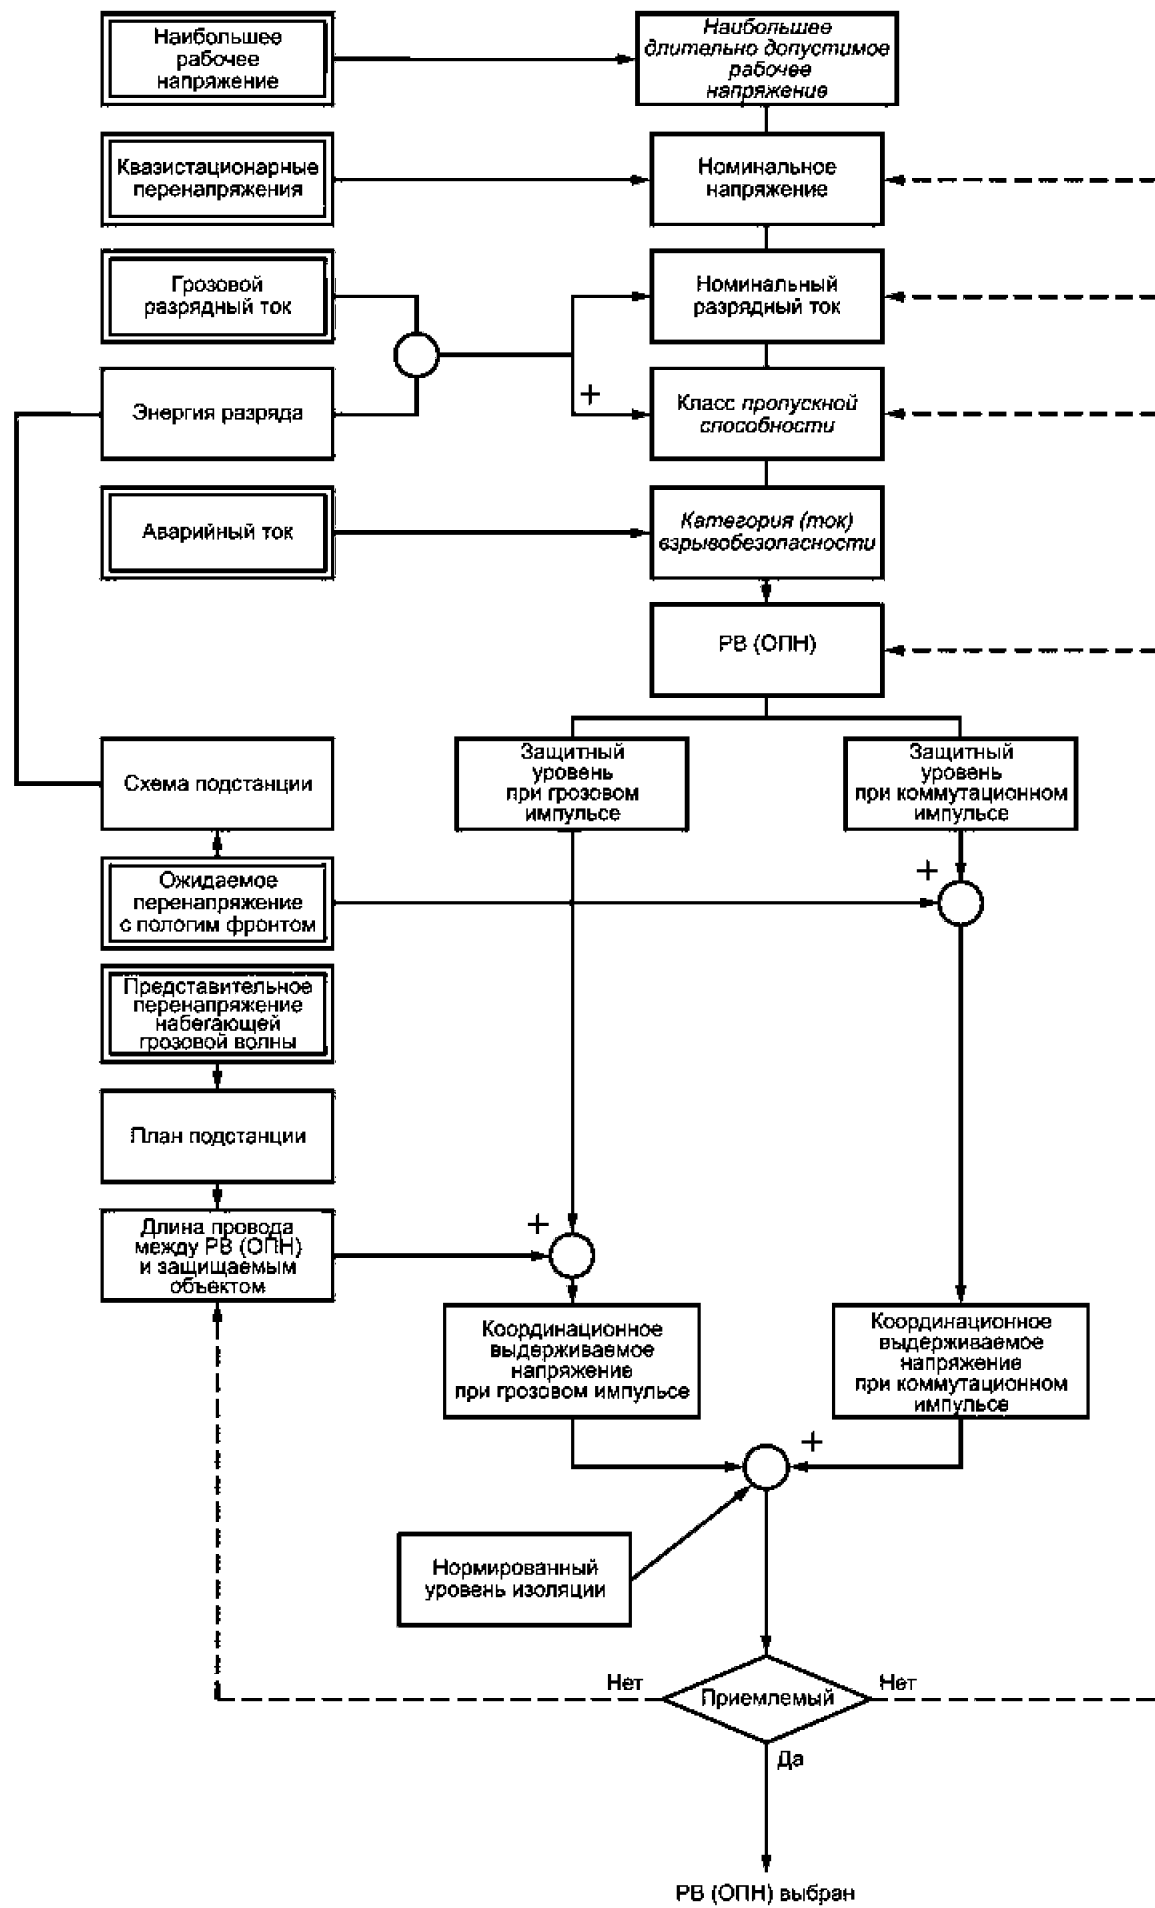 Наибольшее
рабочее
напряжение
Наибольшее
длительно допустимое
рабочее
напряжение
Квазистационарные
перенапряжения
Номинальное
напряжение
Грозовой
разрядный ток
Номинальный
разрядный ток
+
Энергия разряда
Класс пропускной
способности
Аварийный ток
Категория (ток)
взрывобезопасности
РВ (ОПН)
Схема подстанции
Защитный
уровень
при грозовом
импульсе
Защитный
уровень
при коммутационном
импульсе
+
Ожидаемое
перенапряжение
с пологим фронтом
Представительное
перенапряжение
набегающей
грозовой волны
План подстанции
Длина провода
между РВ (ОПН)
и защищаемым
объектом
+
Координационное
выдерживаемое
напряжение
при грозовом импульсе
Координационное
выдерживаемое
напряжение
при коммутационном
импульсе
+
Нормированный
уровень изоляции
Нет
Приемлемый
Нет
Да
РВ (ОПН) выбран